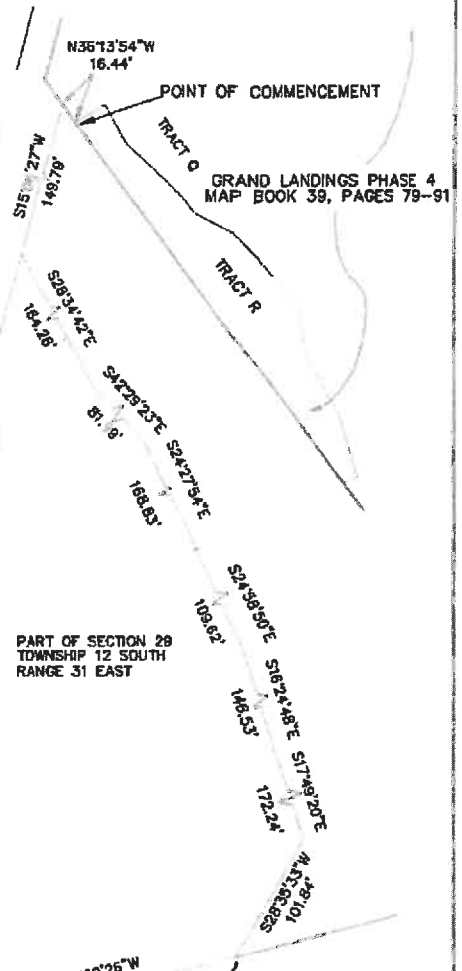 N36°13'54"W
16.44'
POINT OF COMMENCEMENT
TRACT Q
GRAND LANDINGS PHASE 4
MAP BOOK 39, PAGES 79-91
149.79'
TRACT R
S28°34'42"E
164.26'
S42°29'23"E
S24°27'54"E
168.83'
S24°58'50"E
109.62'
PART OF SECTION 29
TOWNSHIP 12 SOUTH
RANGE 31 EAST
S16°24'48"E
146.53'
S17°49'20"E
172.24'
S28°35'33"W
101.84'